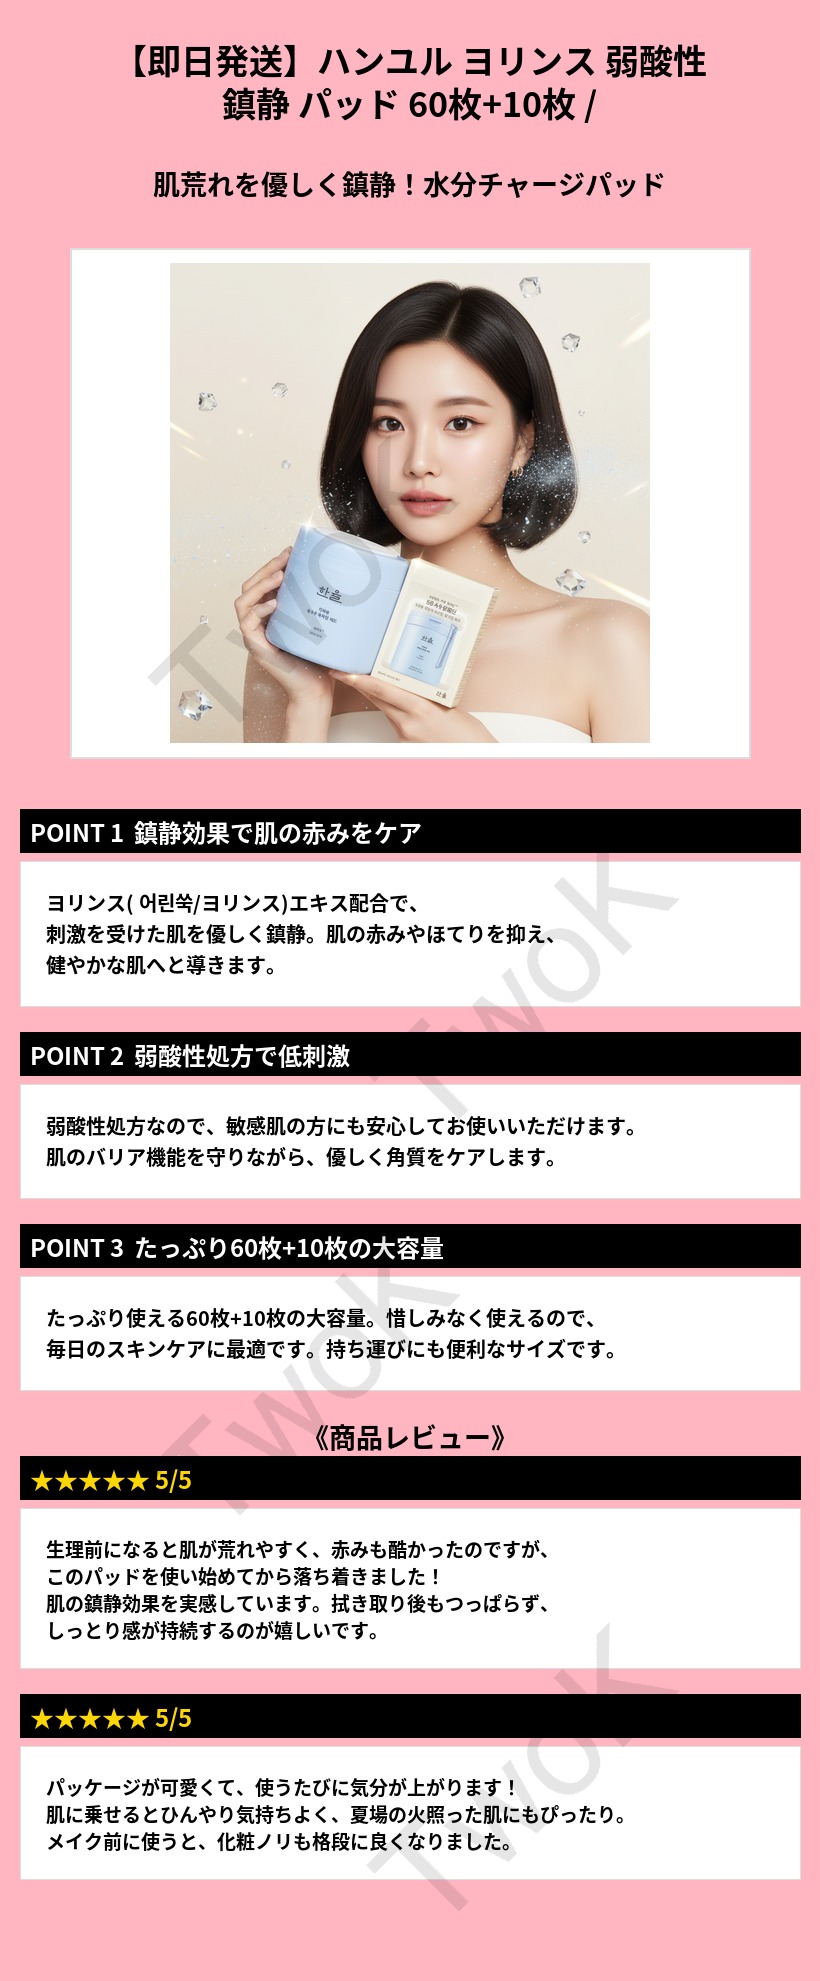 【即日発送】ハンユル ヨリンス 弱酸性
鎮静 パッド 60枚+10枚 /
肌荒れを優しく鎮静！水分チャージパッド
한율
한율
한율
POINT 1 鎮静効果で肌の赤みをケア
ヨリンス( 어린쑥/ヨリンス)エキス配合で、
刺激を受けた肌を優しく鎮静。肌の赤みやほてりを抑え、
健やかな肌へと導きます。
POINT 2 弱酸性処方で低刺激
弱酸性処方なので、敏感肌の方にも安心してお使いいただけます。
肌のバリア機能を守りながら、優しく角質をケアします。
POINT 3 たっぷり60枚+10枚の大容量
たっぷり使える60枚+10枚の大容量。惜しみなく使えるので、
毎日のスキンケアに最適です。持ち運びにも便利なサイズです。
《商品レビュー》
★★★★★ 5/5
生理前になると肌が荒れやすく、赤みも酷かったのですが、
このパッドを使い始めてから落ち着きました！
肌の鎮静効果を実感しています。拭き取り後もつっぱらず、
しっとり感が持続するのが嬉しいです。
★★★★★ 5/5
パッケージが可愛くて、使うたびに気分が上がります！
肌に乗せるとひんやり気持ちよく、夏場の火照った肌にもぴったり。
メイク前に使うと、化粧ノリも格段に良くなりました。
TwoK
TwoK
TwoK
TwoK